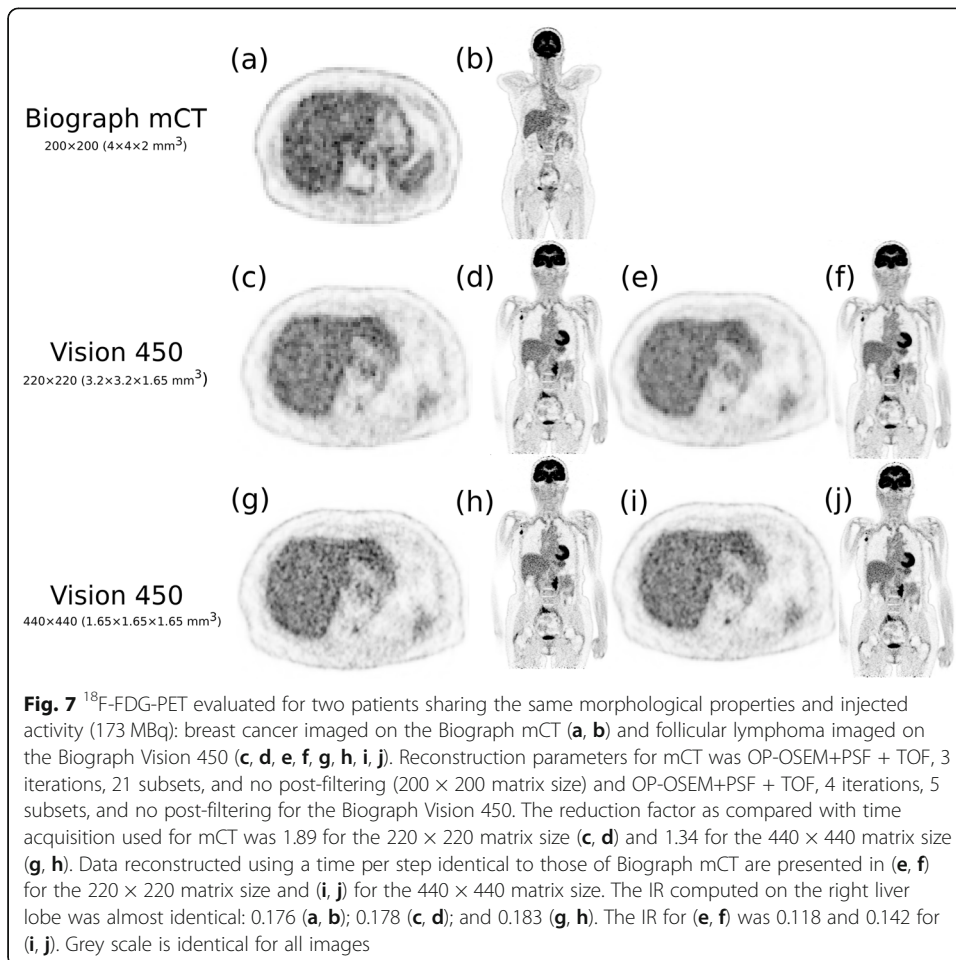 (a)
(b)
Biograph mCT
200×200 (4×4×2 mm³)
(c)
(d)
(e)
(f)
Vision 450
220×220 (3.2×3.2×1.65 mm³)
(g)
(h)
(i)
(j)
Vision 450
440×440 (1.65×1.65×1.65 mm³)
Fig. 7 ¹⁸F-FDG-PET evaluated for two patients sharing the same morphological properties and injected
activity (173 MBq): breast cancer imaged on the Biograph mCT (a, b) and follicular lymphoma imaged on
the Biograph Vision 450 (c, d, e, f, g, h, i, j). Reconstruction parameters for mCT was OP-OSEM+PSF + TOF, 3
iterations, 21 subsets, and no post-filtering (200 × 200 matrix size) and OP-OSEM+PSF + TOF, 4 iterations, 5
subsets, and no post-filtering for the Biograph Vision 450. The reduction factor as compared with time
acquisition used for mCT was 1.89 for the 220 × 220 matrix size (c, d) and 1.34 for the 440 × 440 matrix size
(g, h). Data reconstructed using a time per step identical to those of Biograph mCT are presented in (e, f)
for the 220 × 220 matrix size and (i, j) for the 440 × 440 matrix size. The IR computed on the right liver
lobe was almost identical: 0.176 (a, b); 0.178 (c, d); and 0.183 (g, h). The IR for (e, f) was 0.118 and 0.142 for
(i, j). Grey scale is identical for all images